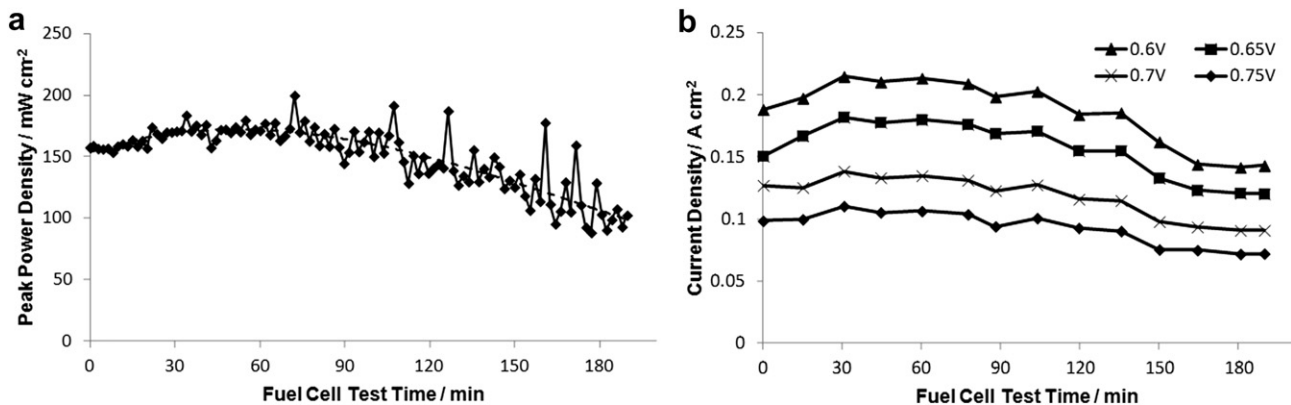 a
250
200
150
100
50
0
0 30 60 90 120 150 180
Peak Power Density / mW cm-2
Fuel Cell Test Time / min
b
0.25
0.2
0.15
0.1
0.05
0
0 30 60 90 120 150 180
Current Density/ A cm-2
Fuel Cell Test Time / min
0.6V 0.65V
0.7V 0.75V